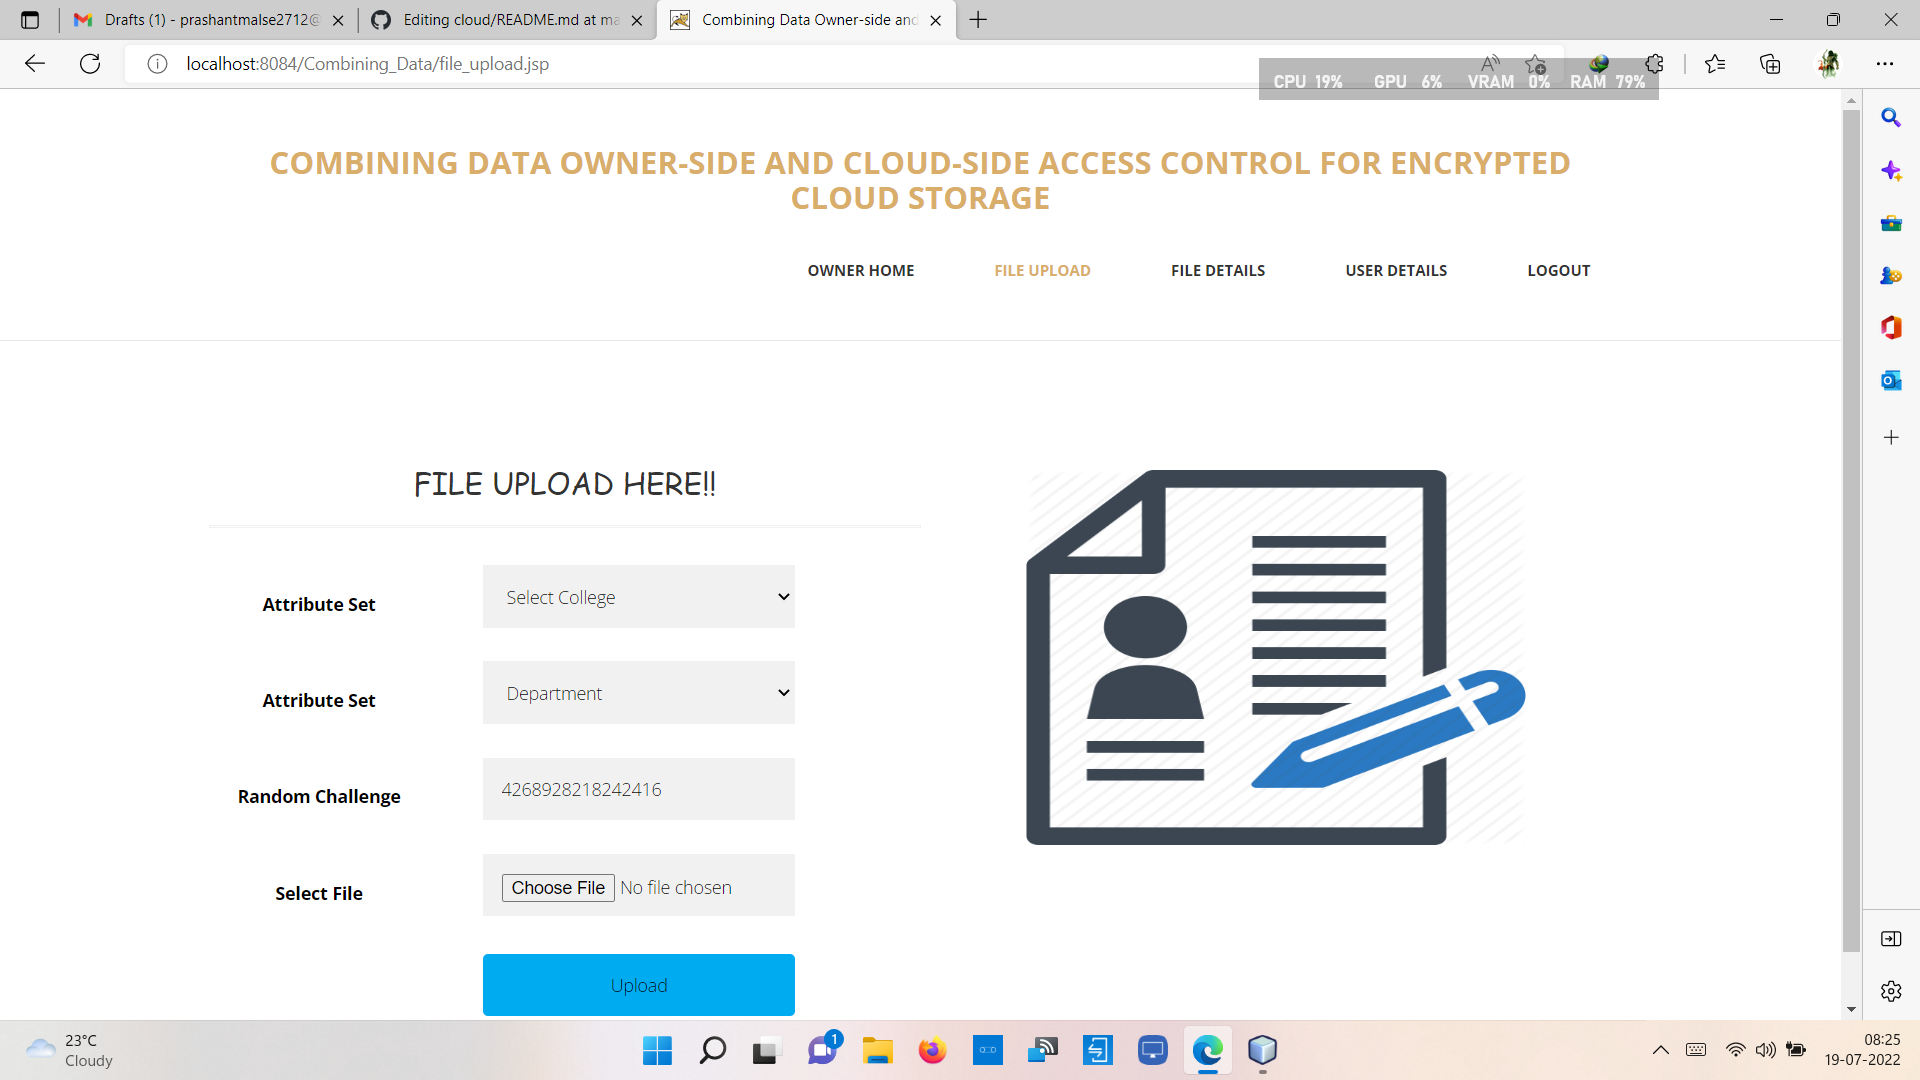 Drafts (1) - prashantmalse2712@
Editing cloud/README.md at ma
Combining Data Owner-side and
localhost:8084/Combining_Data/file_upload.jsp
CPU 19% GPU 6% VRAM 0% RAM 79%
COMBINING DATA OWNER-SIDE AND CLOUD-SIDE ACCESS CONTROL FOR ENCRYPTED
CLOUD STORAGE
OWNER HOME FILE UPLOAD FILE DETAILS USER DETAILS LOGOUT
FILE UPLOAD HERE!!
Attribute Set Select College
Attribute Set Department
Random Challenge 4268928218242416
Select File Choose File No file chosen
Upload
23°C
Cloudy
1
08:25
19-07-2022